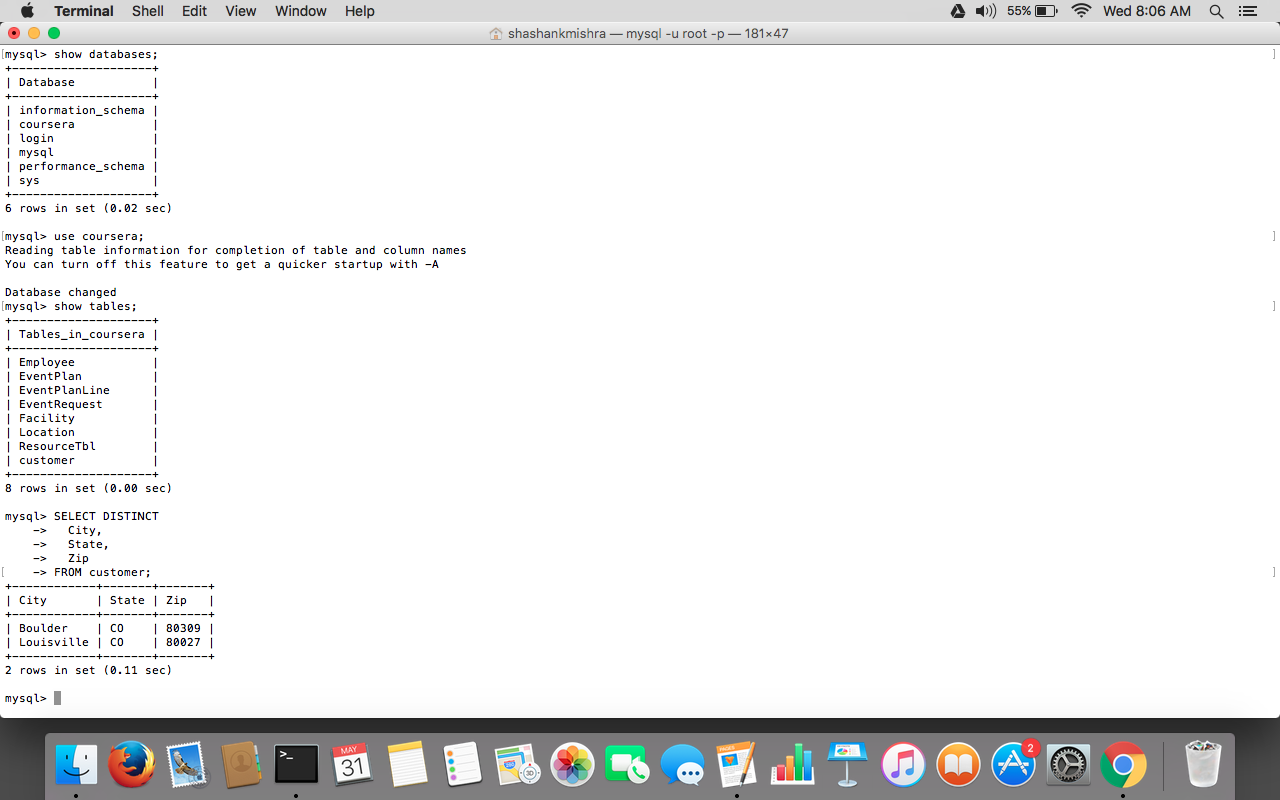 Terminal Shell Edit View Window Help 55% Wed 8:06 AM
shashankmishra — mysql -u root -p — 181×47
[mysql> show databases; ]
+--------------------+
| Database           |
+--------------------+
| information_schema |
| coursera           |
| login              |
| mysql              |
| performance_schema |
| sys                |
+--------------------+
6 rows in set (0.02 sec)
[mysql> use coursera; ]
Reading table information for completion of table and column names
You can turn off this feature to get a quicker startup with -A
Database changed
[mysql> show tables; ]
+--------------------+
| Tables_in_coursera |
+--------------------+
| Employee           |
| EventPlan          |
| EventPlanLine      |
| EventRequest       |
| Facility           |
| Location           |
| ResourceTbl        |
| customer           |
+--------------------+
8 rows in set (0.00 sec)
mysql> SELECT DISTINCT
    ->   City,
    ->   State,
    ->   Zip
[    -> FROM customer; ]
+------------+-------+-------+
| City       | State | Zip   |
+------------+-------+-------+
| Boulder    | CO    | 80309 |
| Louisville | CO    | 80027 |
+------------+-------+-------+
2 rows in set (0.11 sec)
mysql>
>_ MAY 31 3D PAGES 2